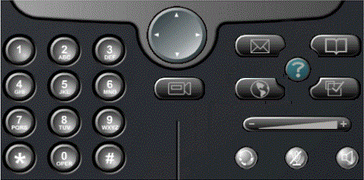 1
2 ABC
3 DEF
4 GHI
5 JKL
6 MNO
7 PQRS
8 TUV
9 WXYZ
*
0 OPER
#
?